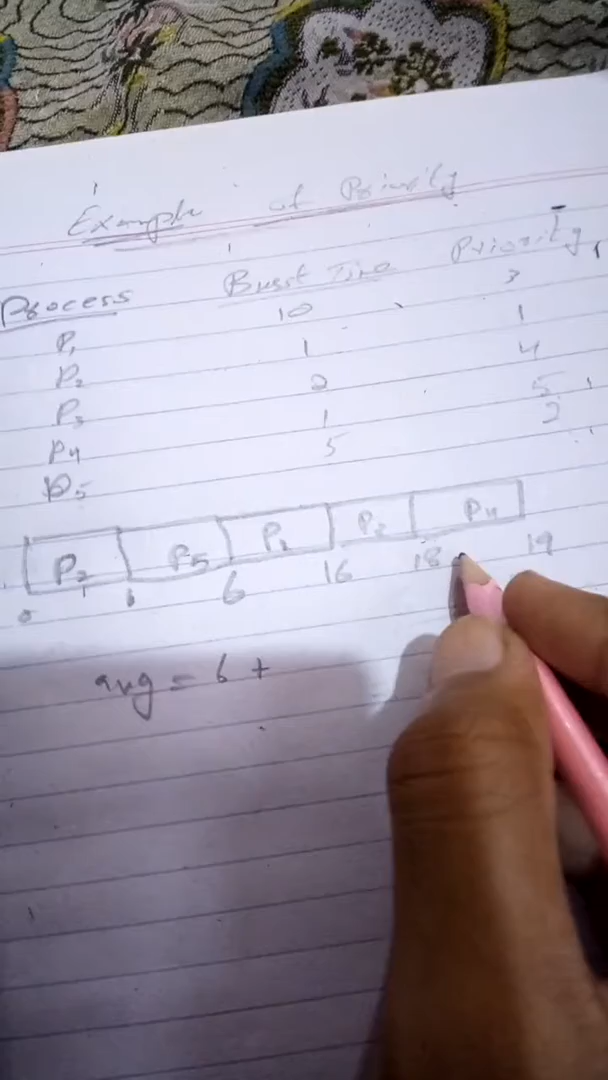 Example of Priority
Process Burst Time Priority
P1 10 3
P2 1 1
P3 2 4
P4 1 5
P5 5 2
P2 P5 P1 P3 P4
0 1 6 16 18 19
avg = 6 +